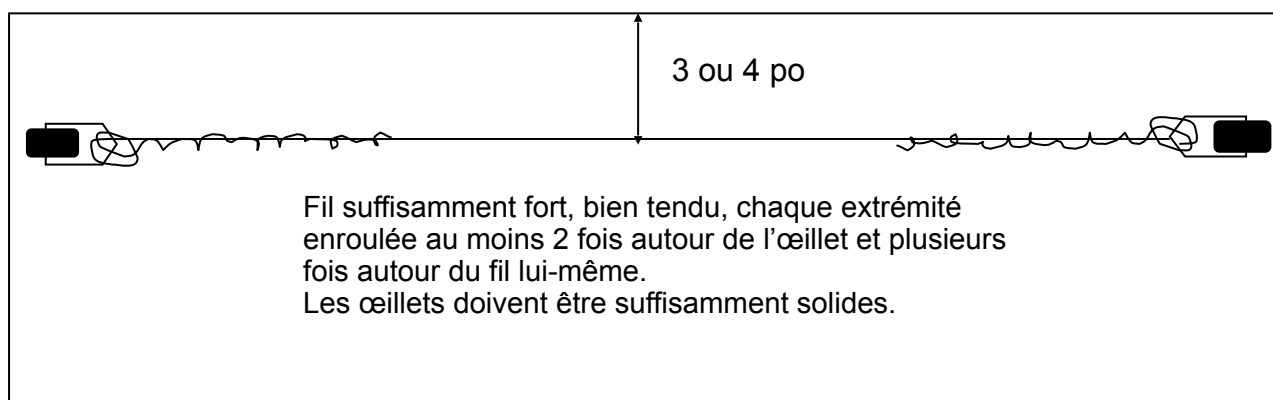 3 ou 4 po
Fil suffisamment fort, bien tendu, chaque extrémité
enroulée au moins 2 fois autour de l’œillet et plusieurs
fois autour du fil lui-même.
Les œillets doivent être suffisamment solides.